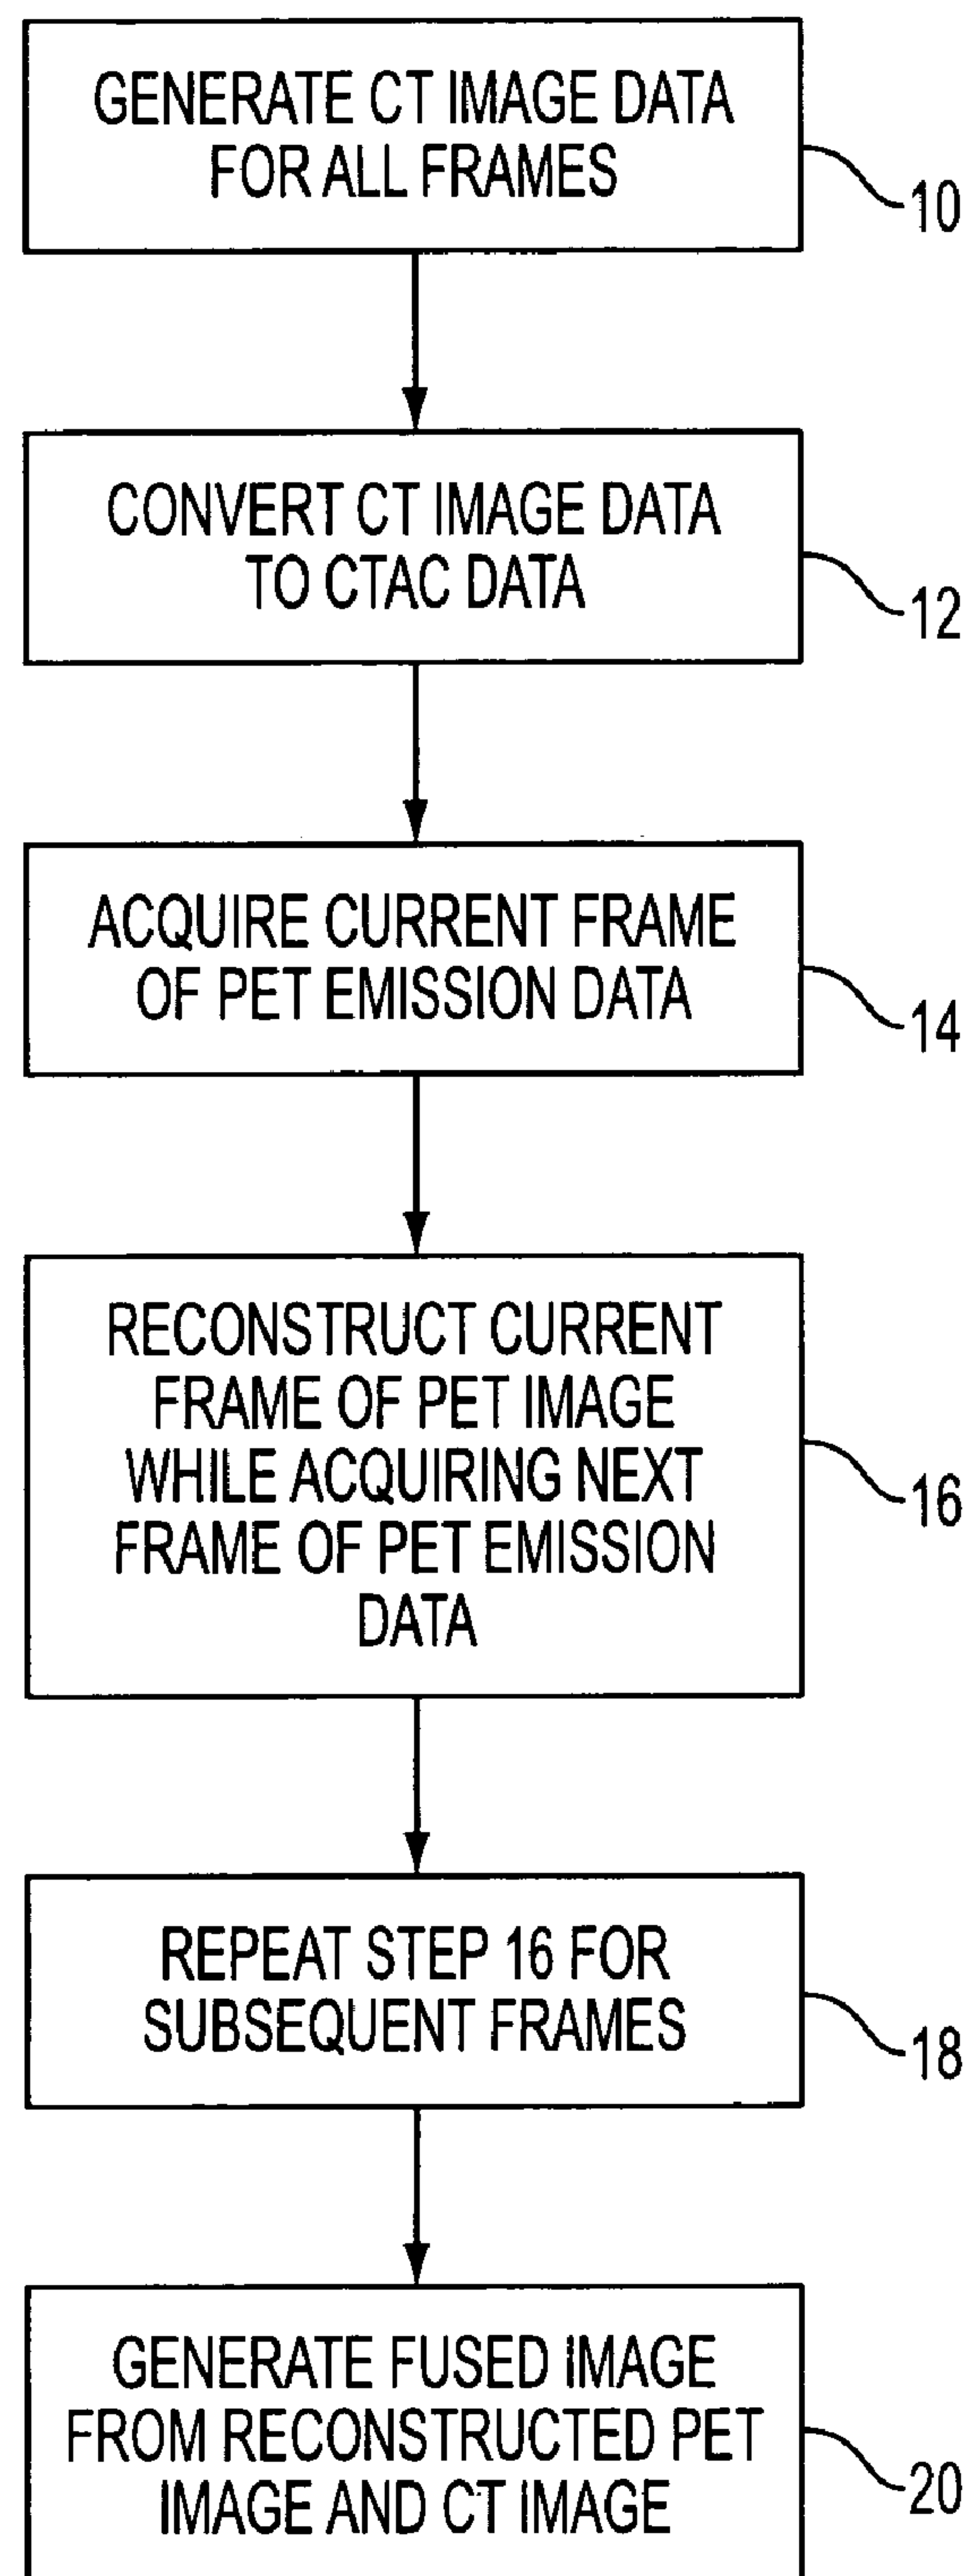 GENERATE CT IMAGE DATA
FOR ALL FRAMES
10
CONVERT CT IMAGE DATA
TO CTAC DATA
12
ACQUIRE CURRENT FRAME
OF PET EMISSION DATA
14
RECONSTRUCT CURRENT
FRAME OF PET IMAGE
WHILE ACQUIRING NEXT
FRAME OF PET EMISSION
DATA
16
REPEAT STEP 16 FOR
SUBSEQUENT FRAMES
18
GENERATE FUSED IMAGE
FROM RECONSTRUCTED PET
IMAGE AND CT IMAGE
20